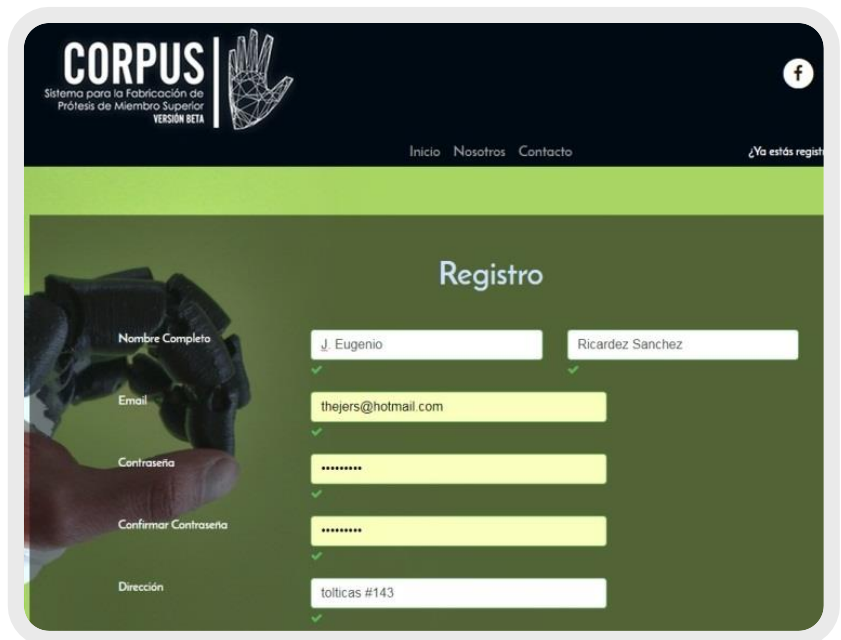 CORPUS
Sistema para la Fabricación de
Prótesis de Miembro Superior
VERSIÓN BETA
f
Inicio Nosotros Contacto
¿Ya estás
Registro
Nombre Completo
J. Eugenio
Ricardez Sanchez
Email
thejers@hotmail.com
Contraseña
•••••••••
Confirmar Contraseña
•••••••••
Dirección
tolticas #143